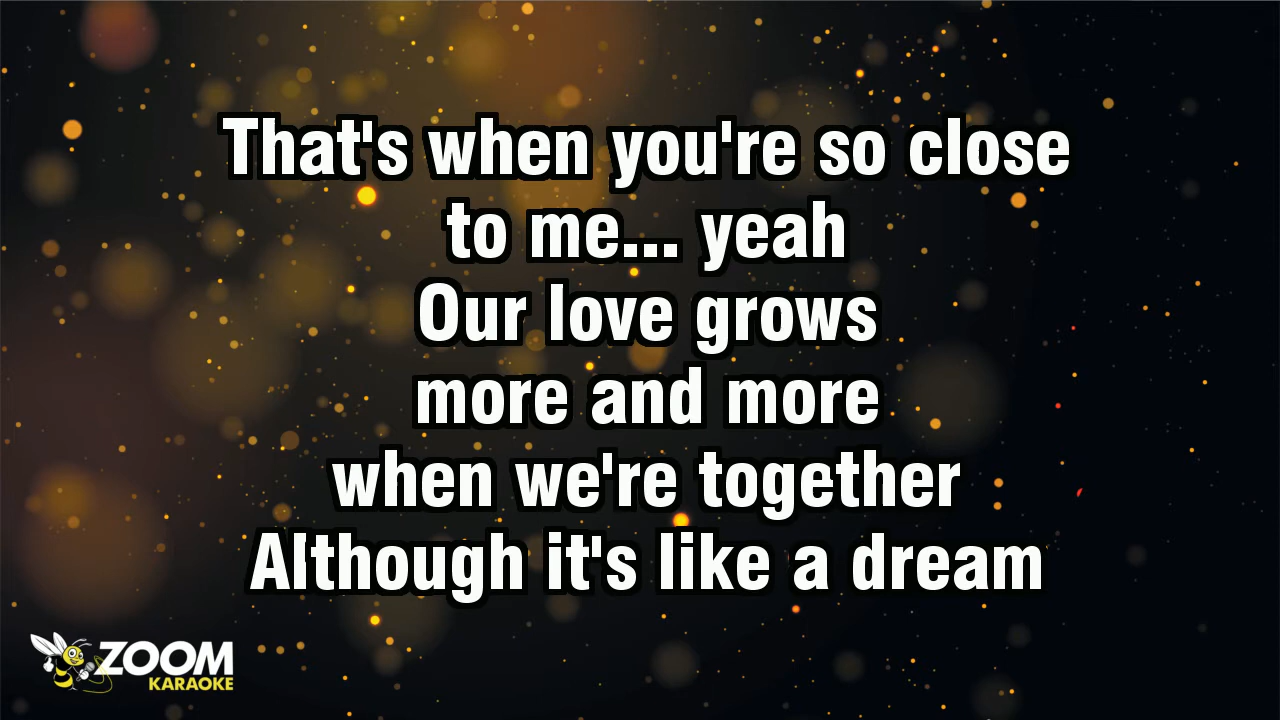 That's when you're so close
to me... yeah
Our love grows
more and more
when we're together
Although it's like a dream
ZOOM
KARAOKE